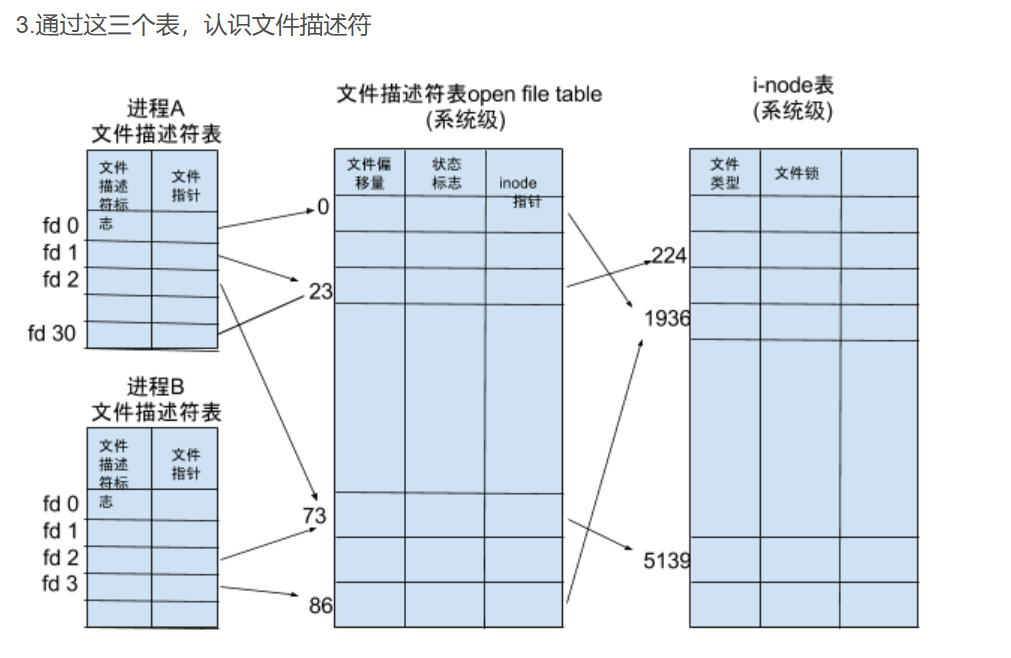 3.通过这三个表，认识文件描述符
进程A
文件描述符表
文件
描述
符标
志
文件
指针
fd 0
fd 1
fd 2
fd 30
进程B
文件描述符表
文件
描述
符标
志
文件
指针
fd 0
fd 1
fd 2
fd 3
文件描述符表open file table
(系统级)
文件偏
移量
状态
标志
inode
指针
0
23
73
86
i-node表
(系统级)
文件
类型
文件锁
224
1936
5139